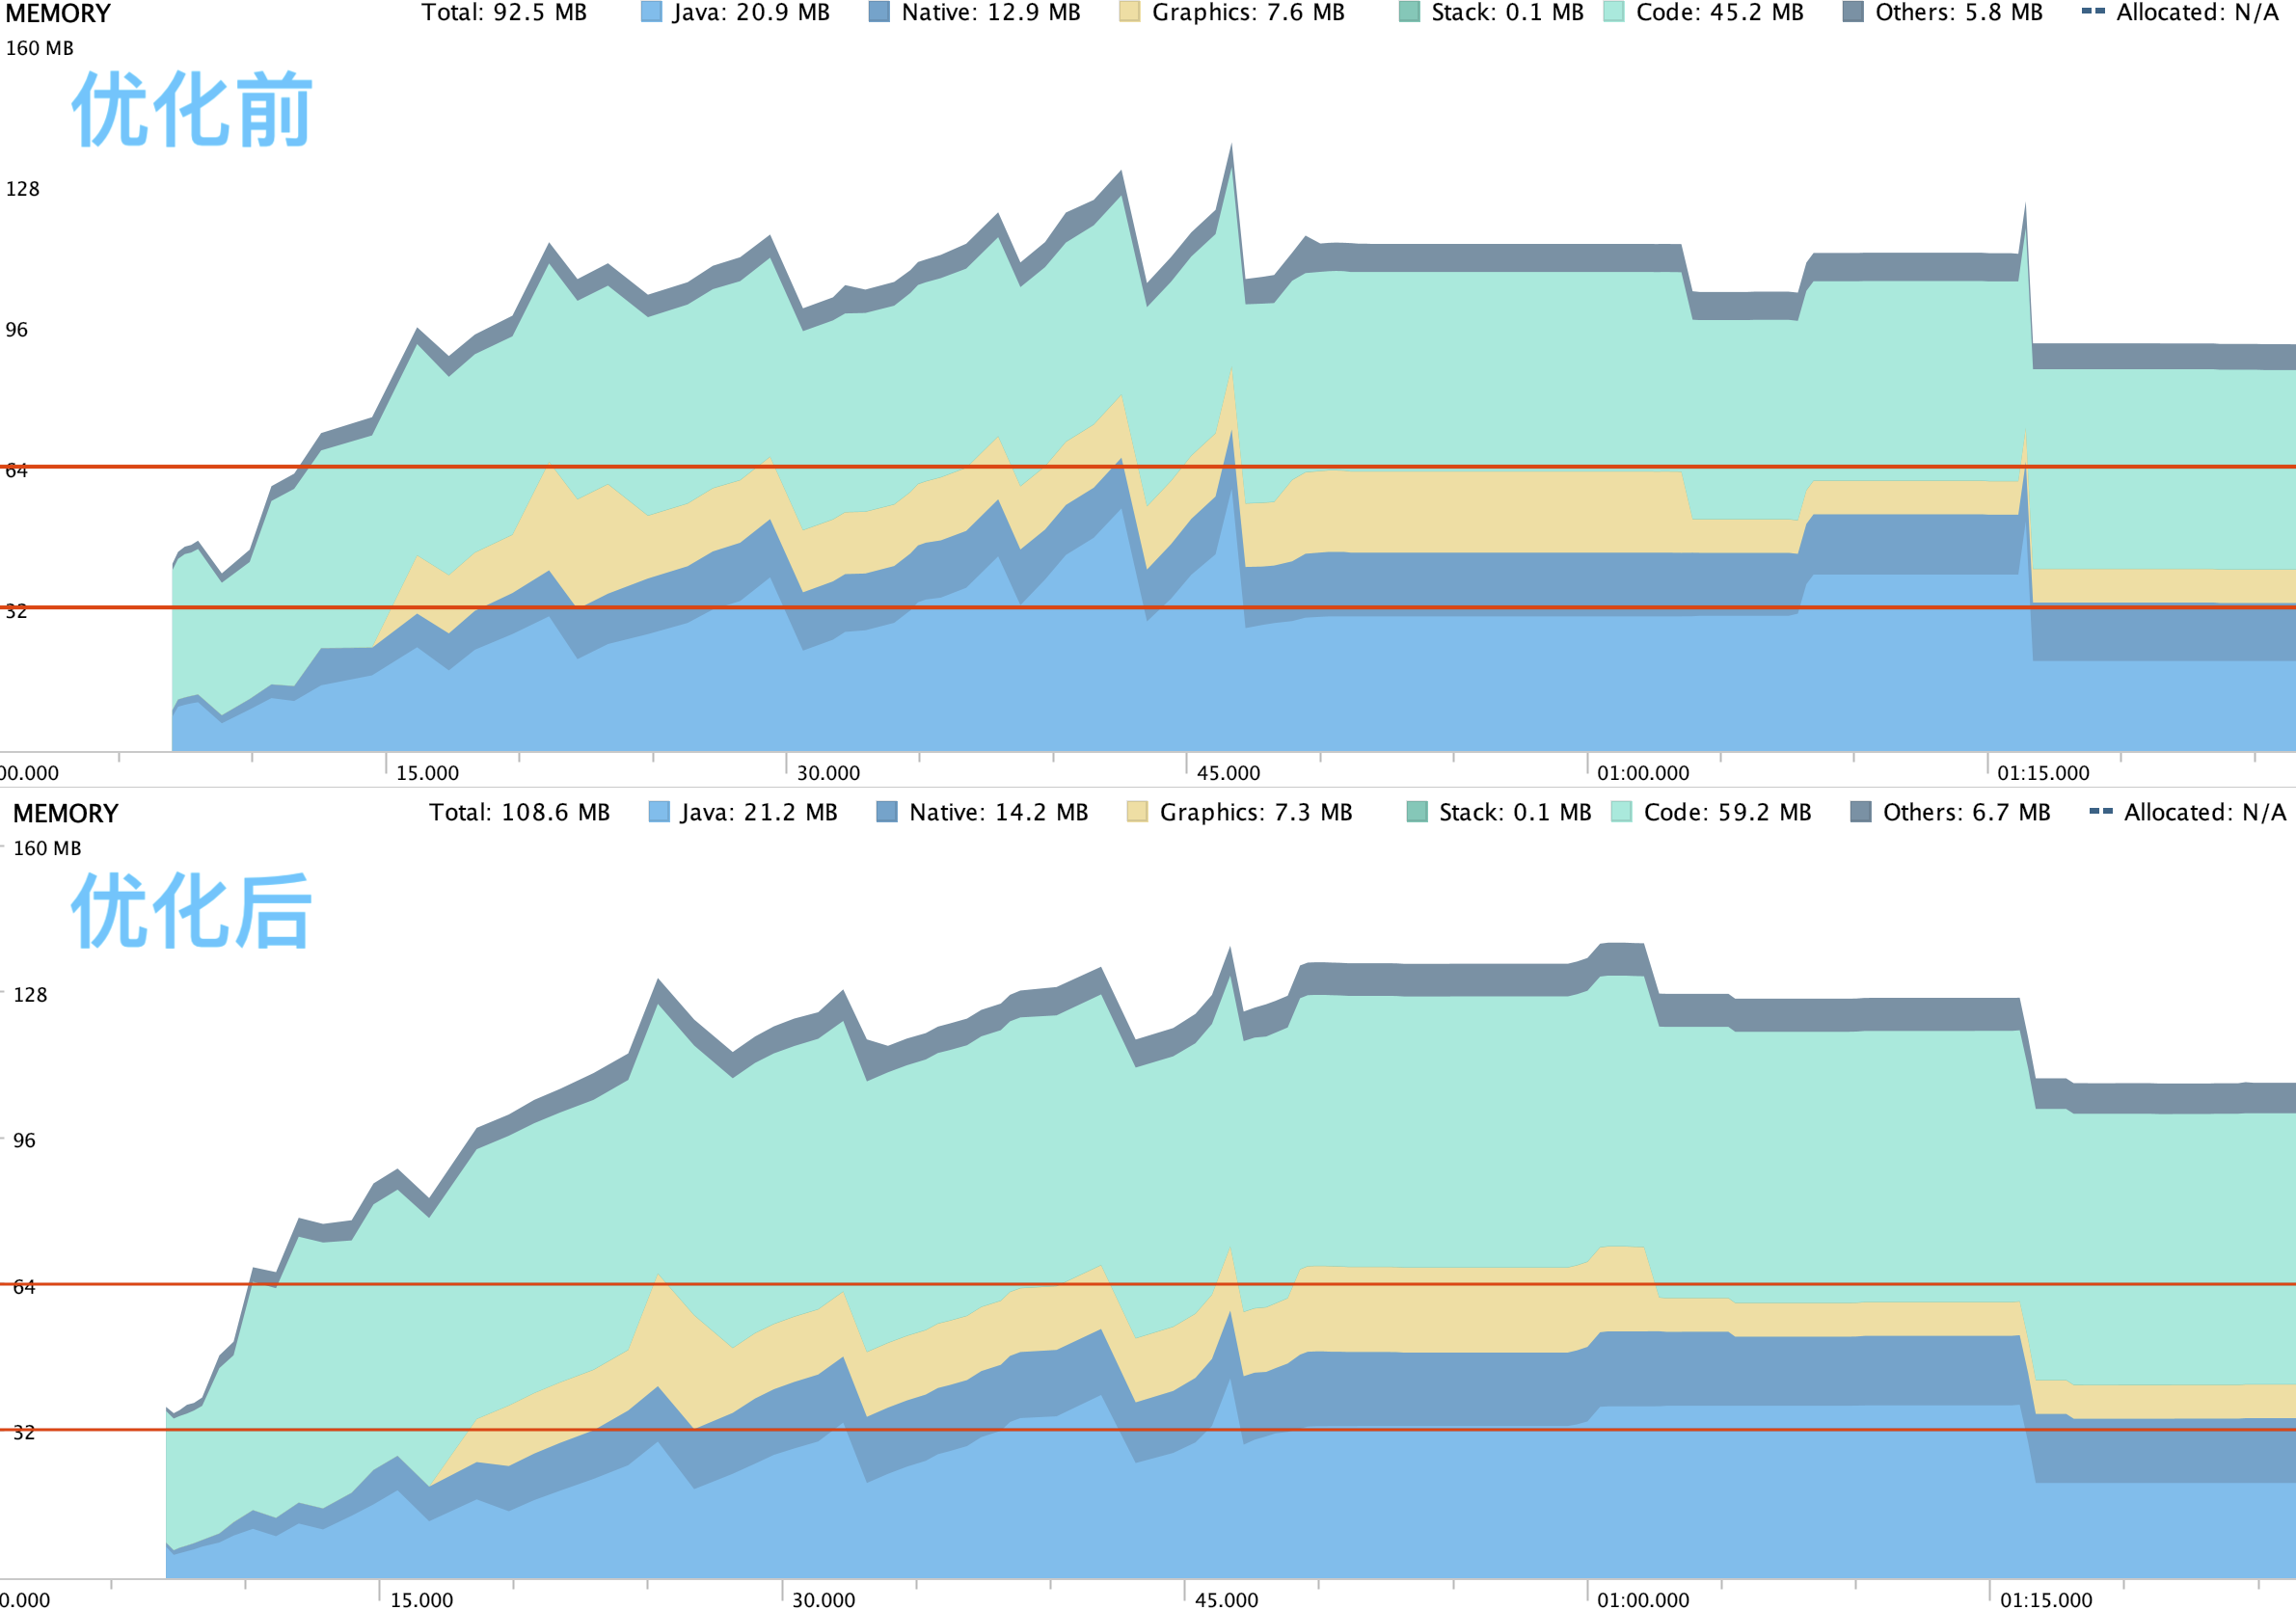 MEMORY Total: 92.5 MB Java: 20.9 MB Native: 12.9 MB Graphics: 7.6 MB Stack: 0.1 MB Code: 45.2 MB Others: 5.8 MB Allocated: N/A
160 MB
优化前
128
96
64
32
00.000 15.000 30.000 45.000 01:00.000 01:15.000
MEMORY Total: 108.6 MB Java: 21.2 MB Native: 14.2 MB Graphics: 7.3 MB Stack: 0.1 MB Code: 59.2 MB Others: 6.7 MB Allocated: N/A
160 MB
优化后
128
96
64
32
0.000 15.000 30.000 45.000 01:00.000 01:15.000